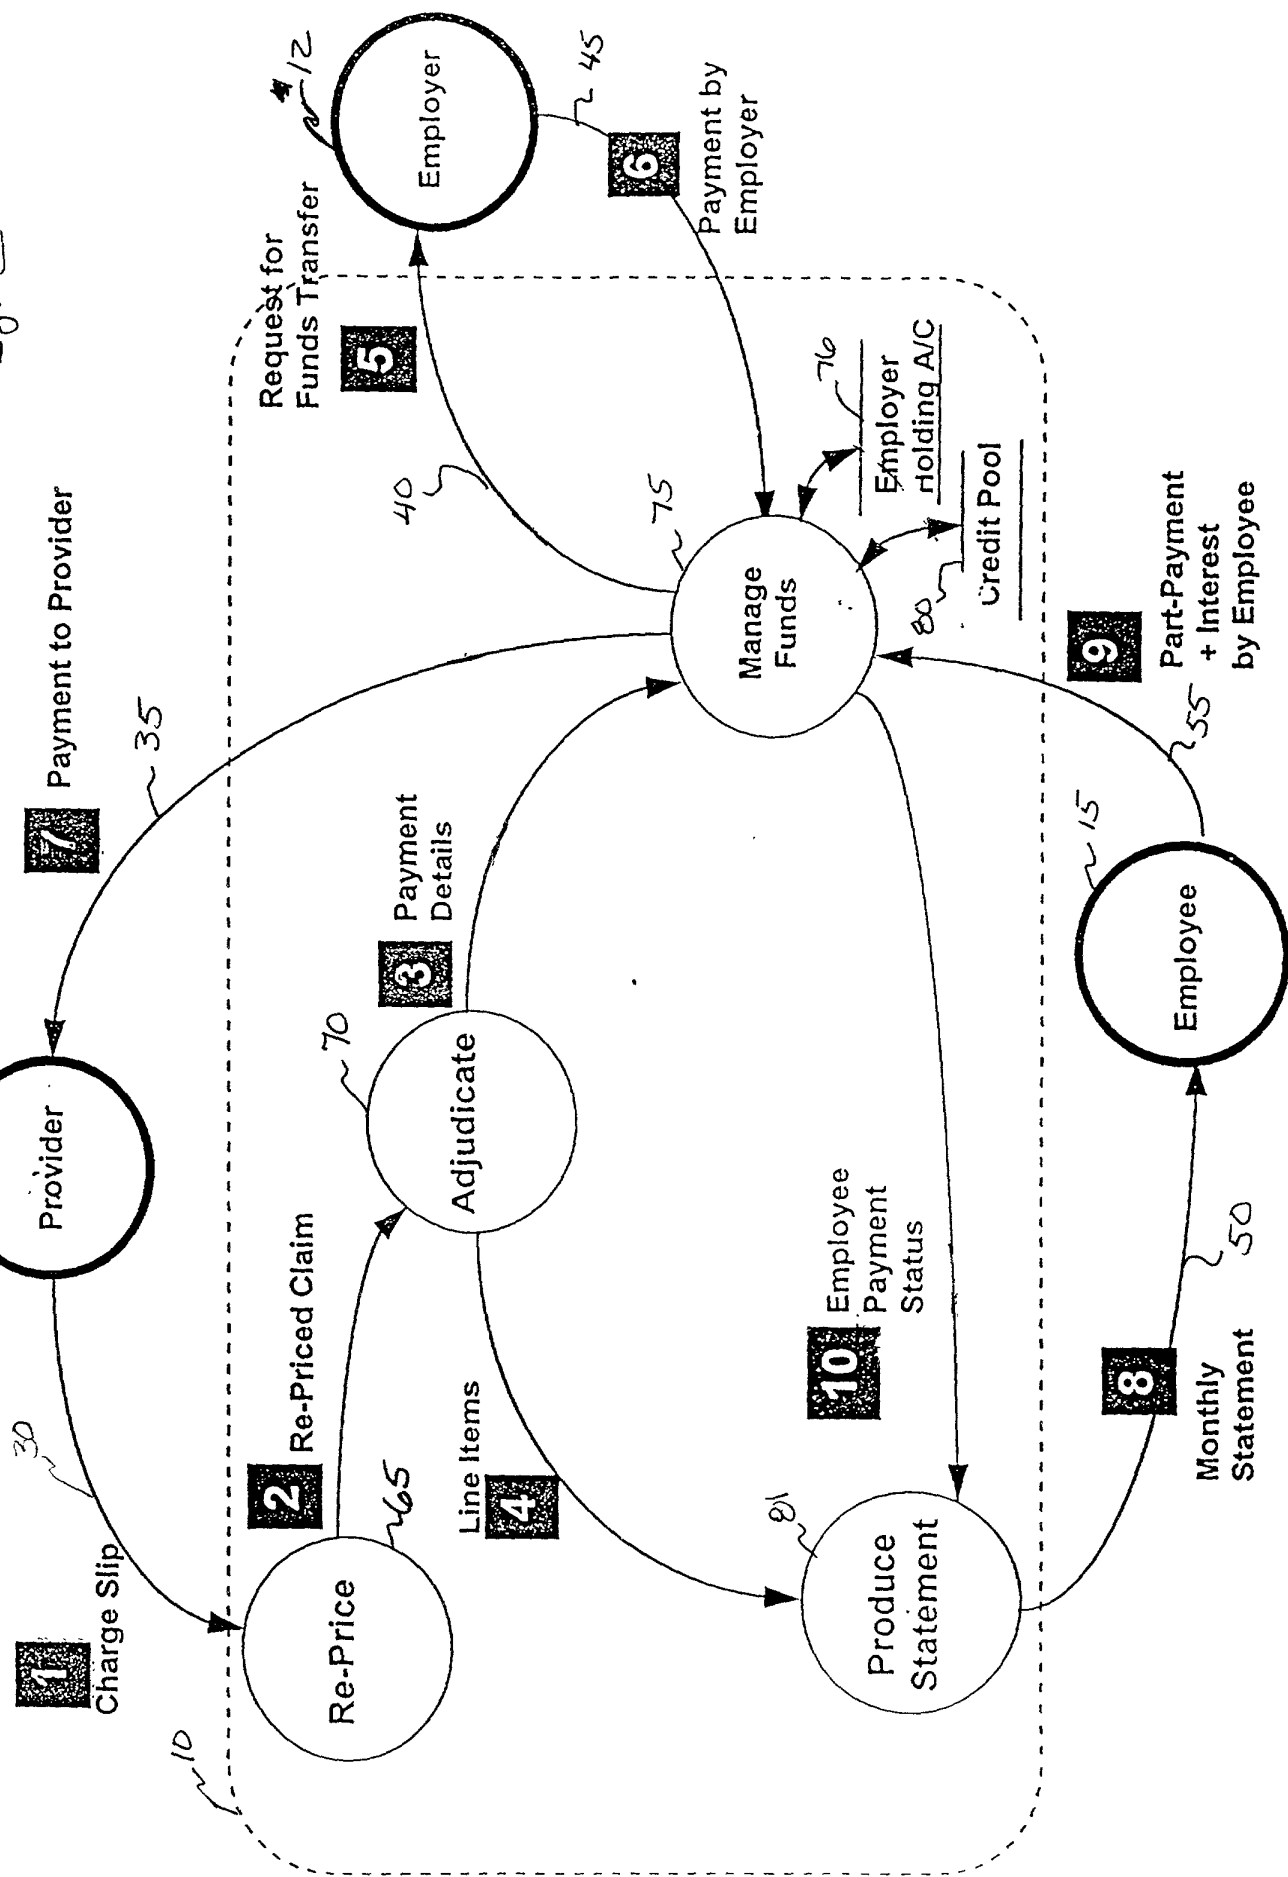 1
Charge Slip
30
Provider
7
Payment to Provider
35
10
Re-Price
65
2
Re-Priced Claim
Adjudicate
70
3
Payment
Details
Line Items
4
40
5
Request for
Funds Transfer
12
Employer
45
6
Payment by
Employer
Manage
Funds
75
76
Employer
Holding A/C
80
Credit Pool
Produce
Statement
81
10
Employee
Payment
Status
8
Monthly
Statement
50
Employee
15
55
9
Part-Payment
+ Interest
by Employee